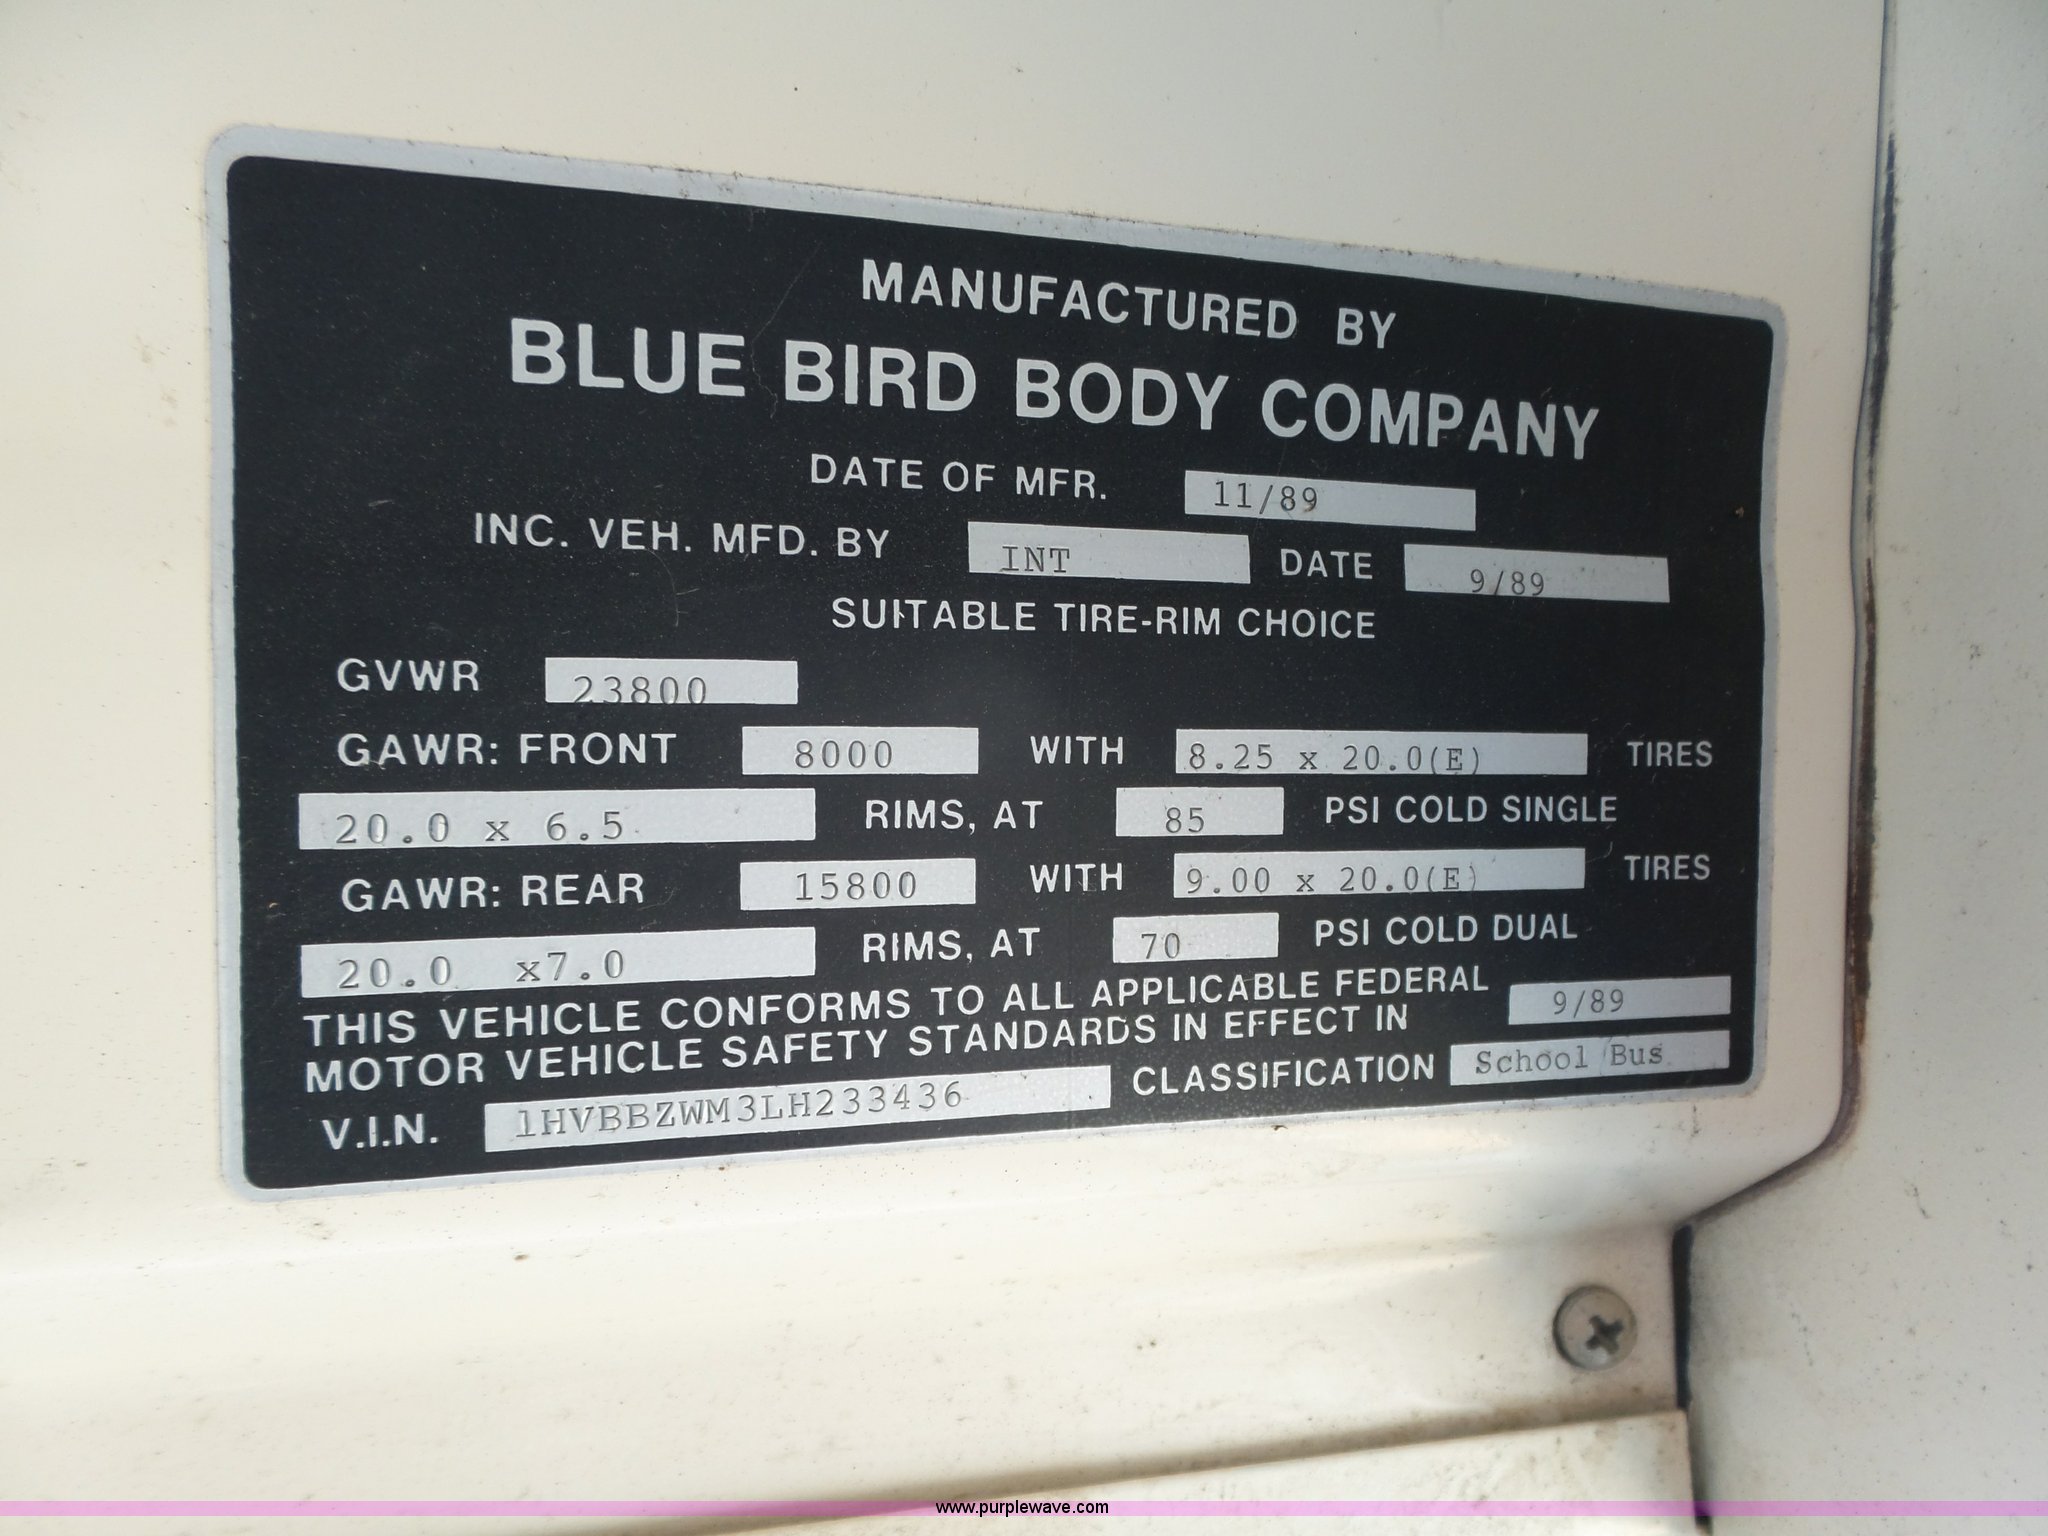 MANUFACTURED BY
BLUE BIRD BODY COMPANY
DATE OF MFR. 11/89
INC. VEH. MFD. BY INT DATE 9/89
SUITABLE TIRE-RIM CHOICE
GVWR 23800
GAWR: FRONT 8000 WITH 8.25 x 20.0(E) TIRES
20.0 x 6.5 RIMS, AT 85 PSI COLD SINGLE
GAWR: REAR 15800 WITH 9.00 x 20.0(E) TIRES
20.0 x7.0 RIMS, AT 70 PSI COLD DUAL
THIS VEHICLE CONFORMS TO ALL APPLICABLE FEDERAL
MOTOR VEHICLE SAFETY STANDARDS IN EFFECT IN 9/89
V.I.N. 1HVBBZWM3LH233436 CLASSIFICATION School Bus
www.purplewave.com